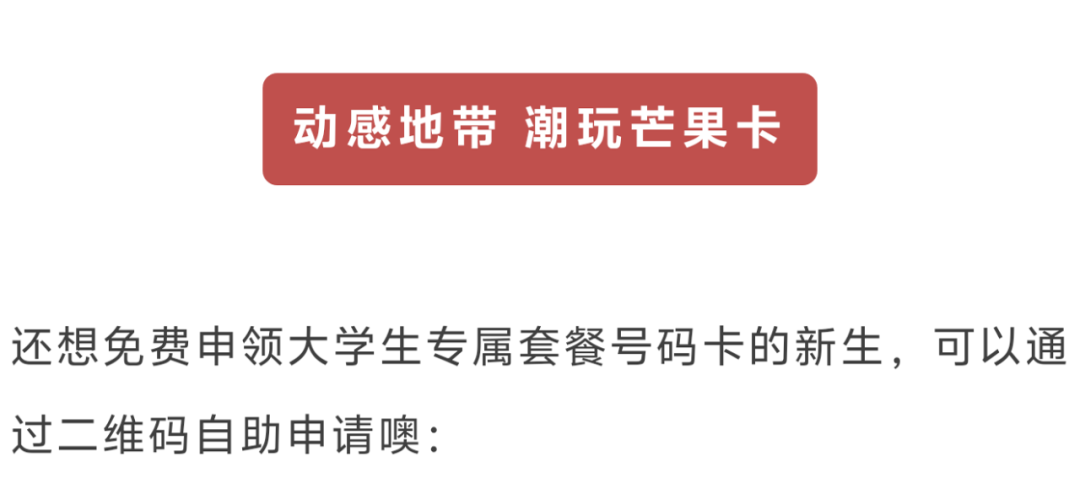 动感地带 潮玩芒果卡
还想免费申领大学生专属套餐号码卡的新生，可以通
过二维码自助申请噢：